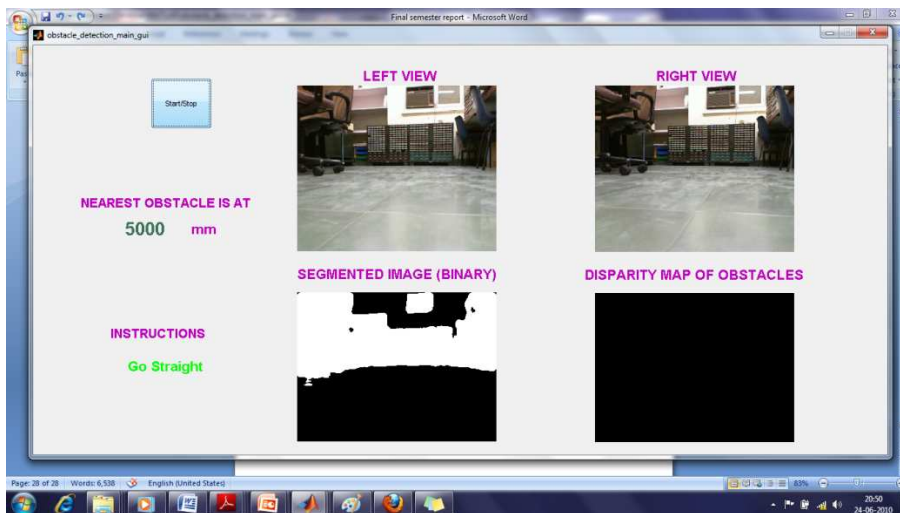 Final semester report - Microsoft Word
obstacle_detection_main_gui
Start/Stop
LEFT VIEW
RIGHT VIEW
NEAREST OBSTACLE IS AT
5000 mm
SEGMENTED IMAGE (BINARY)
DISPARITY MAP OF OBSTACLES
INSTRUCTIONS
Go Straight
Page: 28 of 28 Words: 6,538 English (United States) 83%
20:50
24-06-2010